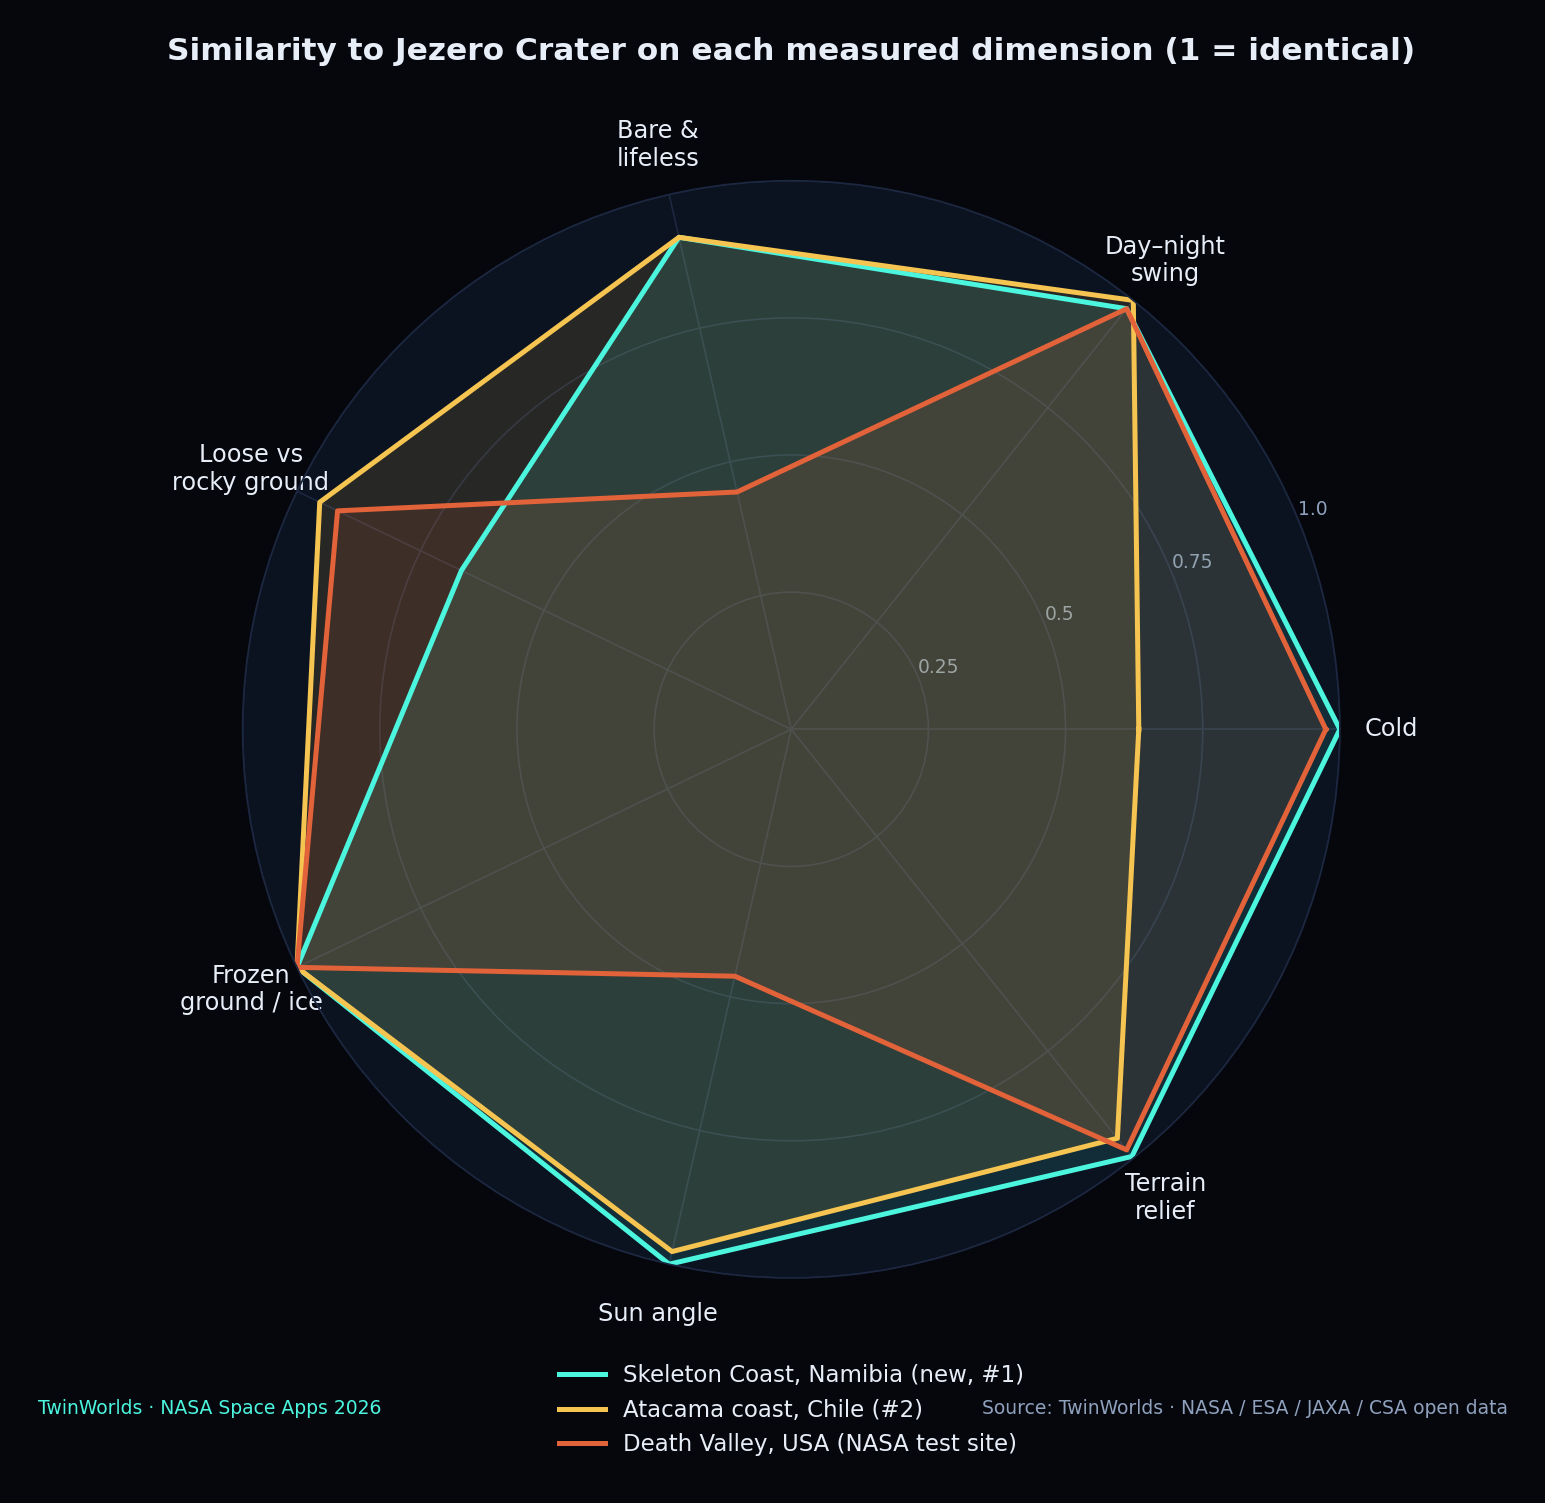 Similarity to Jezero Crater on each measured dimension (1 = identical)
Bare &
lifeless
Day–night
swing
Loose vs
rocky ground
1.0
0.75
0.5
0.25
Cold
Frozen
ground / ice
Terrain
relief
Sun angle
Skeleton Coast, Namibia (new, #1)
Atacama coast, Chile (#2)
Death Valley, USA (NASA test site)
TwinWorlds · NASA Space Apps 2026
Source: TwinWorlds · NASA / ESA / JAXA / CSA open data